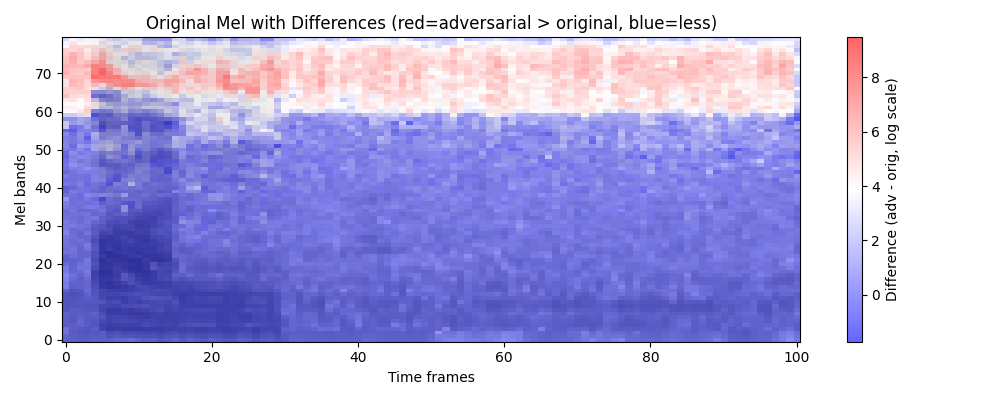 Original Mel with Differences (red=adversarial > original, blue=less)
Mel bands
70
60
50
40
30
20
10
0
0 20 40 60 80 100
Time frames
8
6
4
2
0
Difference (adv - orig, log scale)